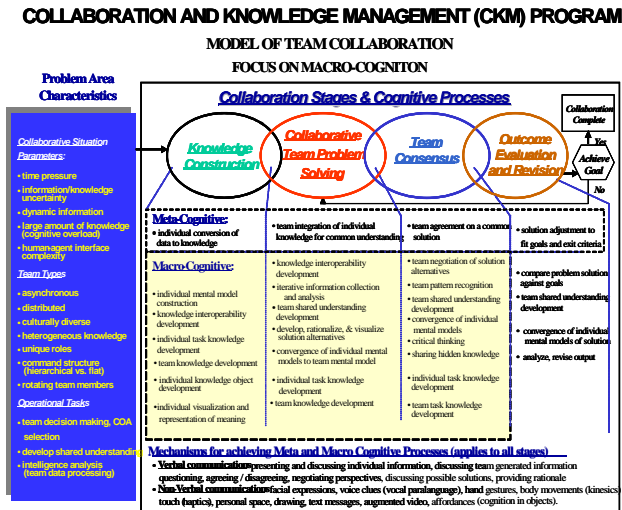 COLLABORATION AND KNOWLEDGE MANAGEMENT (CKM) PROGRAM
MODEL OF TEAM COLLABORATION
FOCUS ON MACRO-COGNITON
Problem Area
Characteristics
Collaborative Situation
Parameters:
• time pressure
• information/knowledge
uncertainty
• dynamic information
• large amount of knowledge
(cognitive overload)
• human-agent interface
complexity
Team Types
• asynchronous
• distributed
• culturally diverse
• heterogeneous knowledge
• unique roles
• command structure
(hierarchical vs. flat)
• rotating team members
Operational Tasks
• team decision making, COA
selection
• develop shared understanding
• intelligence analysis
(team data processing)
Collaboration Stages & Cognitive Processes
Knowledge
Construction
Collaborative
Team Problem
Solving
Team
Consensus
Outcome
Evaluation
and Revision
Collaboration
Complete
Yes
Achieve
Goal
No
Meta-Cognitive:
• individual conversion of
data to knowledge
• team integration of individual
knowledge for common understanding
• team agreement on a common
solution
• solution adjustment to
fit goals and exit criteria
Macro-Cognitive:
• individual mental model
construction
• knowledge interoperability
development
• individual task knowledge
development
• team knowledge development
• individual knowledge object
development
• individual visualization and
representation of meaning
• knowledge interoperability
development
• iterative information collection
and analysis
• team shared understanding
development
• develop, rationalize, & visualize
solution alternatives
• convergence of individual mental
models to team mental model
• individual task knowledge
development
• team knowledge development
• team negotiation of solution
alternatives
• team pattern recognition
• team shared understanding
development
• convergence of individual
mental models
• critical thinking
• sharing hidden knowledge
• individual task knowledge
development
• team task knowledge
development
• compare problem solution
against goals
• team shared understanding
development
• convergence of individual
mental models of solution
• analyze, revise output
Mechanisms for achieving Meta and Macro Cognitive Processes (applies to all stages)
• Verbal communication: presenting and discussing individual information, discussing team generated information
questioning, agreeing / disagreeing, negotiating perspectives, discussing possible solutions, providing rationale
• Non-Verbal communication: facial expressions, voice clues (vocal paralanguage), hand gestures, body movements (kinesics)
touch (haptics), personal space, drawing, text messages, augmented video, affordances (cognition in objects).